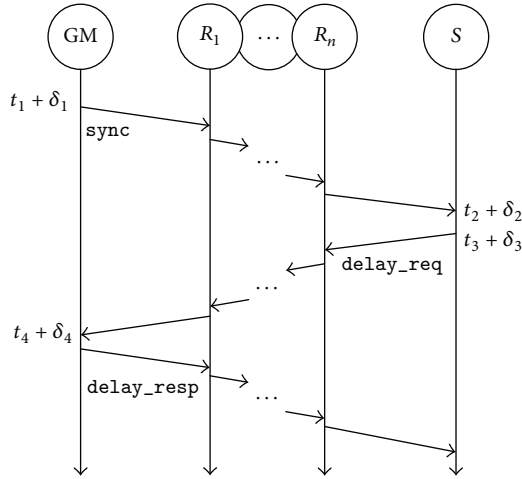 GM
R1
...
Rn
S
t1 + δ1
sync
...
t2 + δ2
t3 + δ3
delay_req
...
t4 + δ4
delay_resp
...